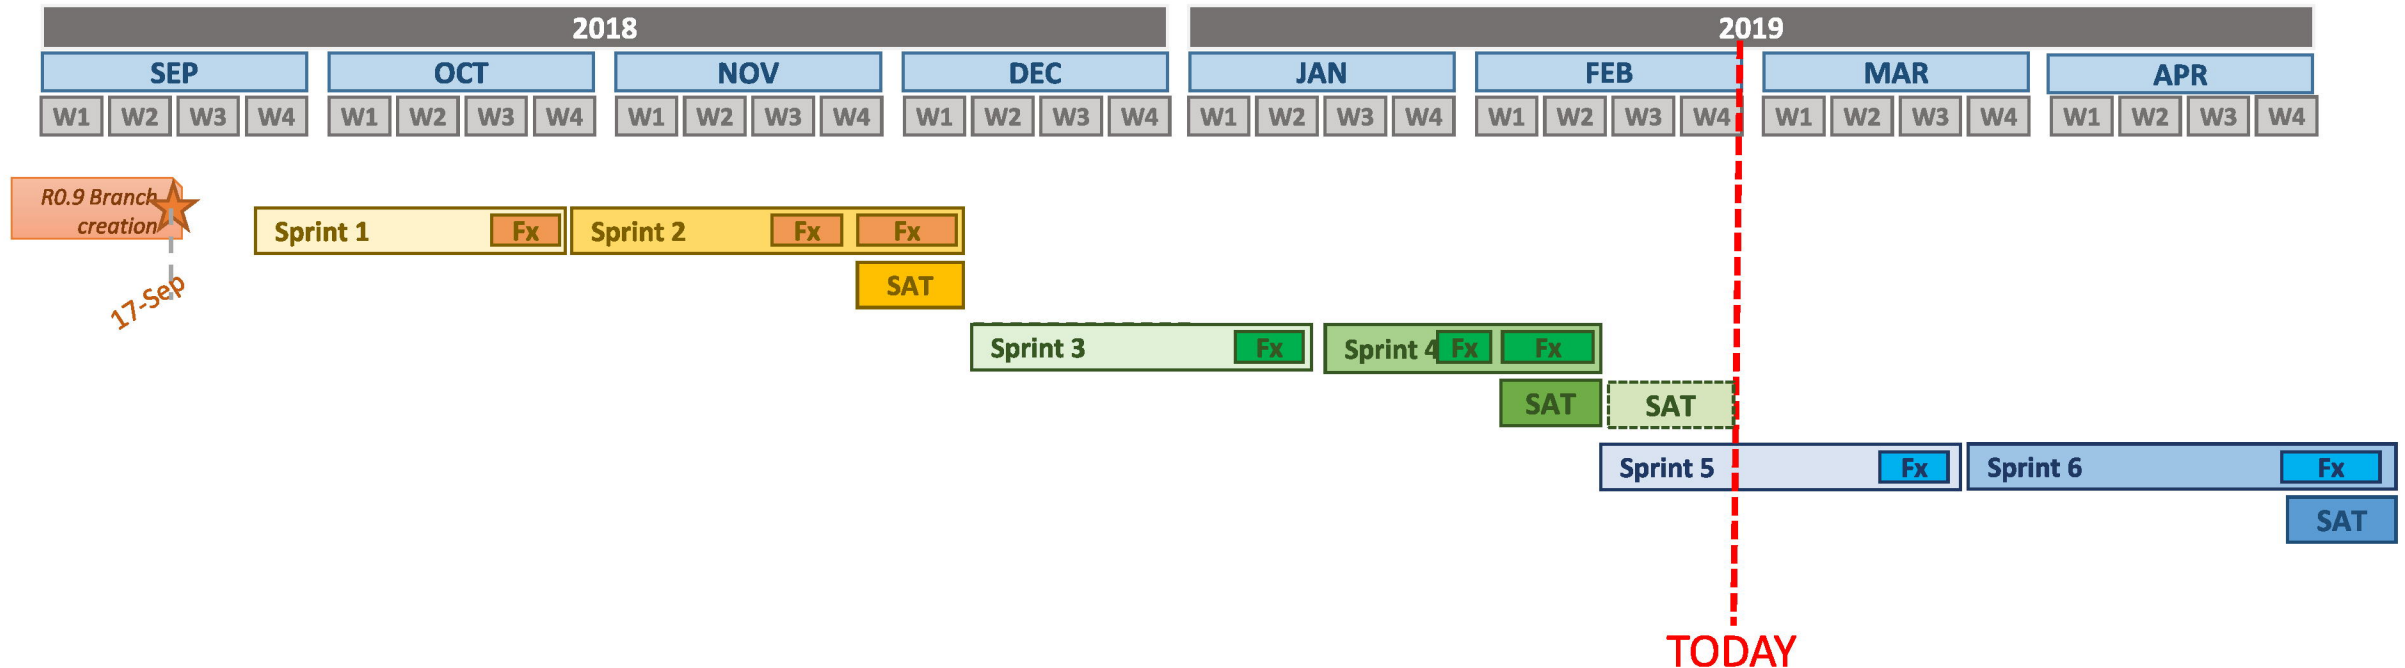 2018 2019
SEP OCT NOV DEC JAN FEB MAR APR
W1 W2 W3 W4 W1 W2 W3 W4 W1 W2 W3 W4 W1 W2 W3 W4 W1 W2 W3 W4 W1 W2 W3 W4 W1 W2 W3 W4 W1 W2 W3 W4
R0.9 Branch
creation
17-Sep
Sprint 1 Fx Sprint 2 Fx Fx
SAT
Sprint 3 Fx Sprint 4 Fx Fx
SAT SAT
Sprint 5 Fx Sprint 6 Fx
SAT
TODAY